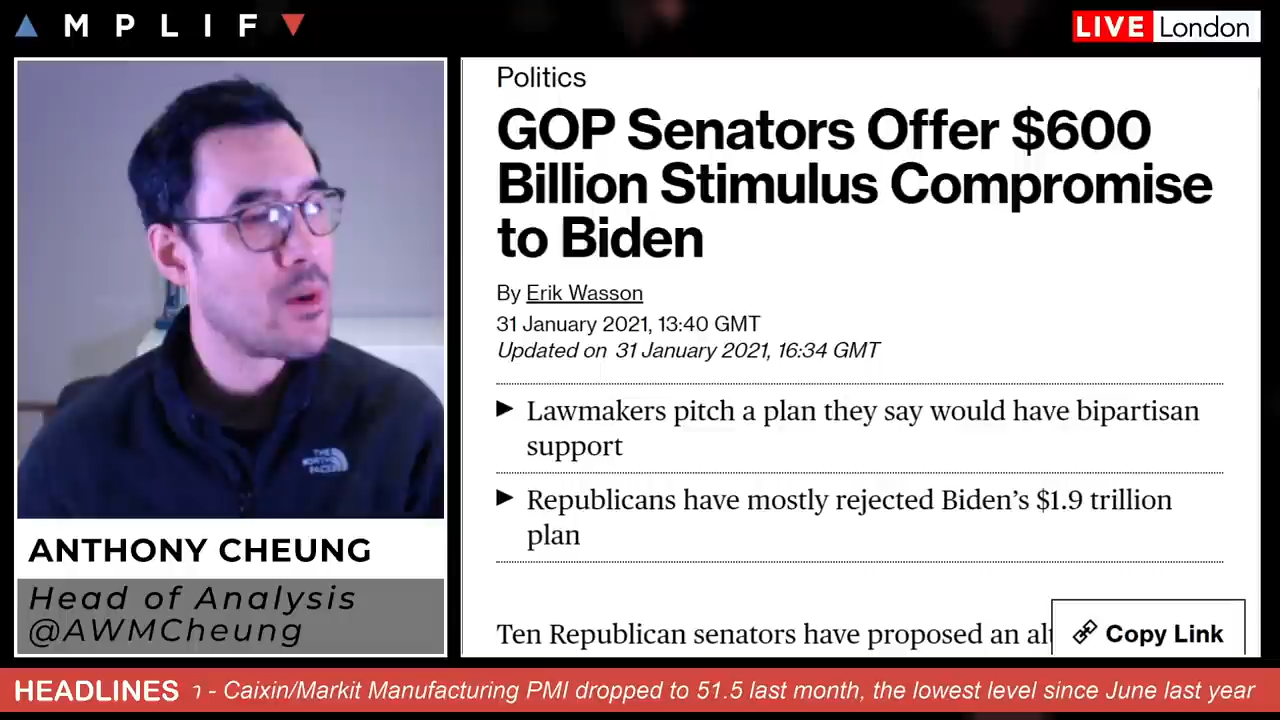 AMPLIFY
LIVE London
Politics
GOP Senators Offer $600
Billion Stimulus Compromise
to Biden
By Erik Wasson
31 January 2021, 13:40 GMT
Updated on 31 January 2021, 16:34 GMT
Lawmakers pitch a plan they say would have bipartisan
support
Republicans have mostly rejected Biden's $1.9 trillion
plan
Ten Republican senators have proposed an
Copy Link
THE
NORTH
FACE
ANTHONY CHEUNG
Head of Analysis
@AWMCheung
HEADLINES - Caixin/Markit Manufacturing PMI dropped to 51.5 last month, the lowest level since June last year